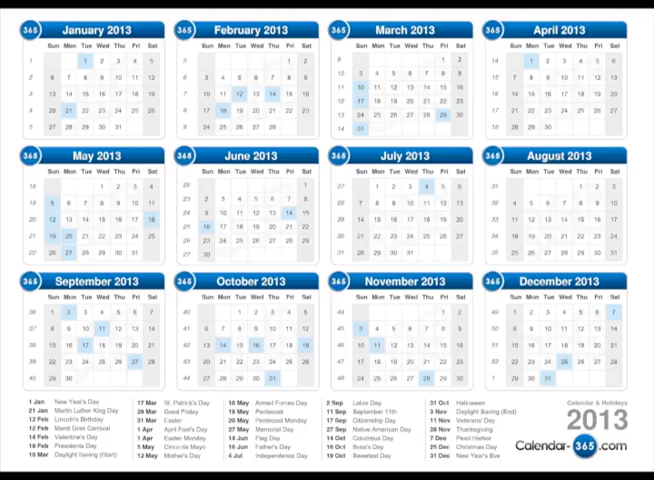 365 January 2013
Sun Mon Tue Wed Thu Fri Sat
1 1 2 3 4 5
2 6 7 8 9 10 11 12
3 13 14 15 16 17 18 19
4 20 21 22 23 24 25 26
5 27 28 29 30 31
365 February 2013
Sun Mon Tue Wed Thu Fri Sat
5 1 2
6 3 4 5 6 7 8 9
7 10 11 12 13 14 15 16
8 17 18 19 20 21 22 23
9 24 25 26 27 28
365 March 2013
Sun Mon Tue Wed Thu Fri Sat
9 1 2
10 3 4 5 6 7 8 9
11 10 11 12 13 14 15 16
12 17 18 19 20 21 22 23
13 24 25 26 27 28 29 30
14 31
365 April 2013
Sun Mon Tue Wed Thu Fri Sat
14 1 2 3 4 5 6
15 7 8 9 10 11 12 13
16 14 15 16 17 18 19 20
17 21 22 23 24 25 26 27
18 28 29 30
365 May 2013
Sun Mon Tue Wed Thu Fri Sat
18 1 2 3 4
19 5 6 7 8 9 10 11
20 12 13 14 15 16 17 18
21 19 20 21 22 23 24 25
22 26 27 28 29 30 31
365 June 2013
Sun Mon Tue Wed Thu Fri Sat
22 1
23 2 3 4 5 6 7 8
24 9 10 11 12 13 14 15
25 16 17 18 19 20 21 22
26 23 24 25 26 27 28 29
27 30
365 July 2013
Sun Mon Tue Wed Thu Fri Sat
27 1 2 3 4 5 6
28 7 8 9 10 11 12 13
29 14 15 16 17 18 19 20
30 21 22 23 24 25 26 27
31 28 29 30 31
365 August 2013
Sun Mon Tue Wed Thu Fri Sat
31 1 2 3
32 4 5 6 7 8 9 10
33 11 12 13 14 15 16 17
34 18 19 20 21 22 23 24
35 25 26 27 28 29 30 31
365 September 2013
Sun Mon Tue Wed Thu Fri Sat
36 1 2 3 4 5 6 7
37 8 9 10 11 12 13 14
38 15 16 17 18 19 20 21
39 22 23 24 25 26 27 28
40 29 30
365 October 2013
Sun Mon Tue Wed Thu Fri Sat
40 1 2 3 4 5
41 6 7 8 9 10 11 12
42 13 14 15 16 17 18 19
43 20 21 22 23 24 25 26
44 27 28 29 30 31
365 November 2013
Sun Mon Tue Wed Thu Fri Sat
44 1 2
45 3 4 5 6 7 8 9
46 10 11 12 13 14 15 16
47 17 18 19 20 21 22 23
48 24 25 26 27 28 29 30
365 December 2013
Sun Mon Tue Wed Thu Fri Sat
49 1 2 3 4 5 6 7
50 8 9 10 11 12 13 14
51 15 16 17 18 19 20 21
52 22 23 24 25 26 27 28
1 29 30 31
1 Jan New Year's Day
21 Jan Martin Luther King Day
12 Feb Lincoln's Birthday
12 Feb Mardi Gras Carnival
14 Feb Valentine's Day
18 Feb Presidents Day
10 Mar Daylight Saving (Start)
17 Mar St. Patrick's Day
29 Mar Good Friday
31 Mar Easter
1 Apr April Fool's Day
1 Apr Easter Monday
5 May Cinco de Mayo
12 May Mother's Day
18 May Armed Forces Day
19 May Pentecost
20 May Pentecost Monday
27 May Memorial Day
14 Jun Flag Day
16 Jun Father's Day
4 Jul Independence Day
2 Sep Labor Day
11 Sep September 11th
17 Sep Citizenship Day
27 Sep Native American Day
14 Oct Columbus Day
16 Oct Boss's Day
19 Oct Sweetest Day
31 Oct Halloween
3 Nov Daylight Saving (End)
11 Nov Veterans' Day
28 Nov Thanksgiving
7 Dec Pearl Harbor
25 Dec Christmas Day
31 Dec New Year's Eve
Calendar & Holidays
2013
Calendar-365.com